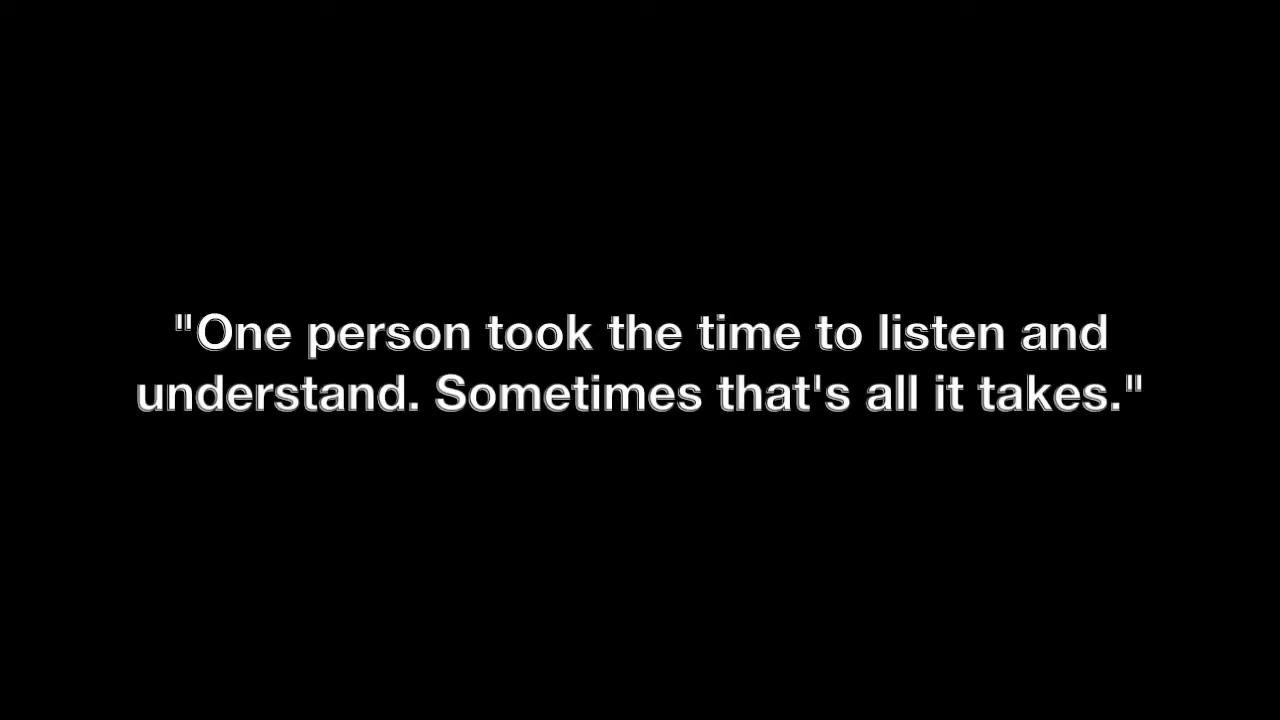 "One person took the time to listen and
understand. Sometimes that's all it takes."